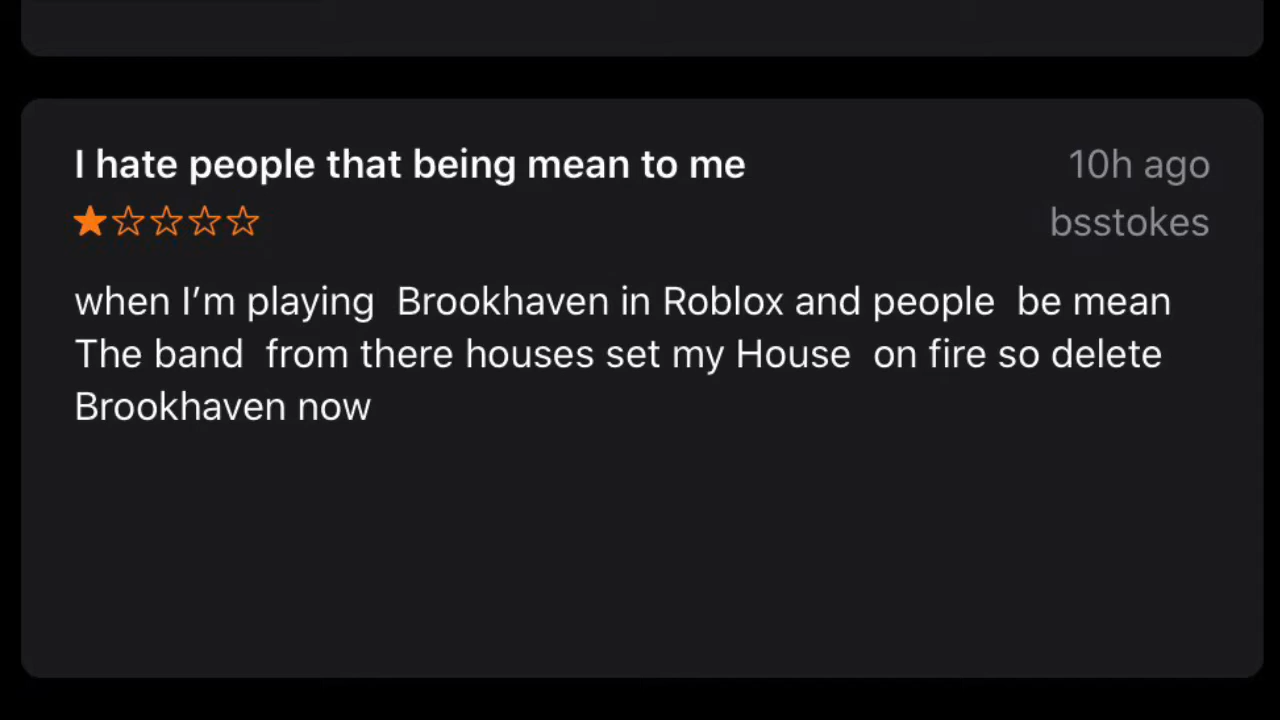 I hate people that being mean to me
10h ago
bsstokes
when I’m playing  Brookhaven in Roblox and people  be mean
The band  from there houses set my House  on fire so delete
Brookhaven now